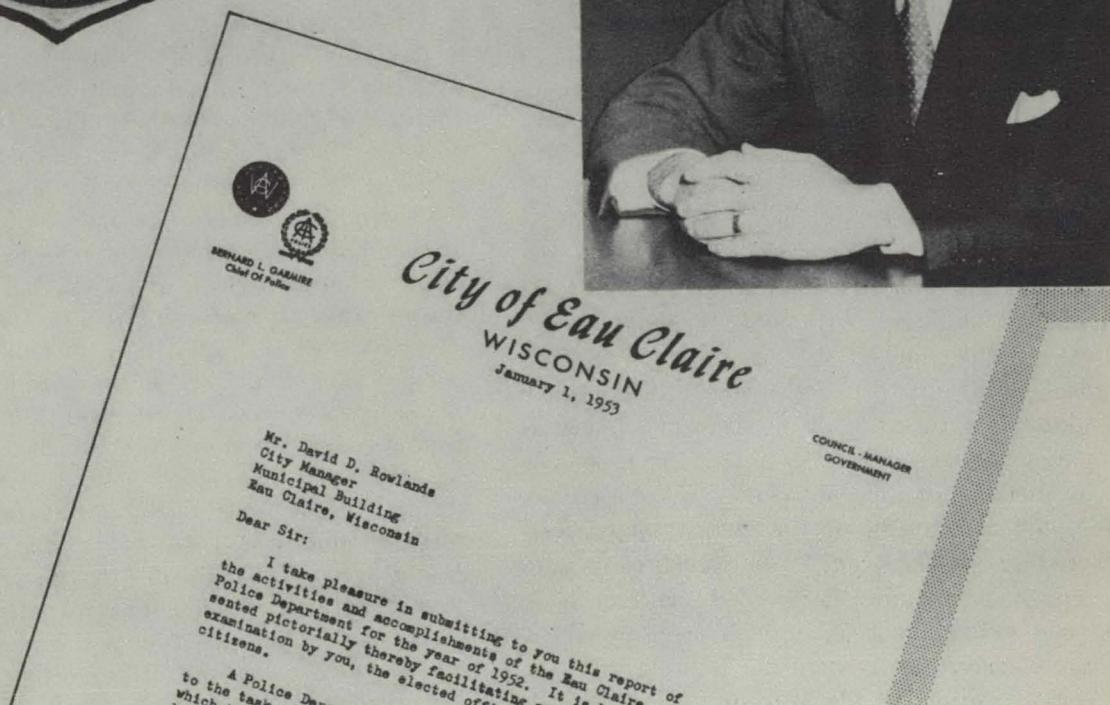 BERNARD L. GARMIRE
Chief Of Police
City of Eau Claire
WISCONSIN
January 1, 1953
COUNCIL - MANAGER
GOVERNMENT
Mr. David D. Rowlands
City Manager
Municipal Building
Eau Claire, Wisconsin
Dear Sir:
I take pleasure in submitting to you this report of
the activities and accomplishments of the Eau Claire
Police Department for the year of 1952. It is
sented pictorially thereby facilitating
examination by you, the elected
citizens.
A Police
to the task
which